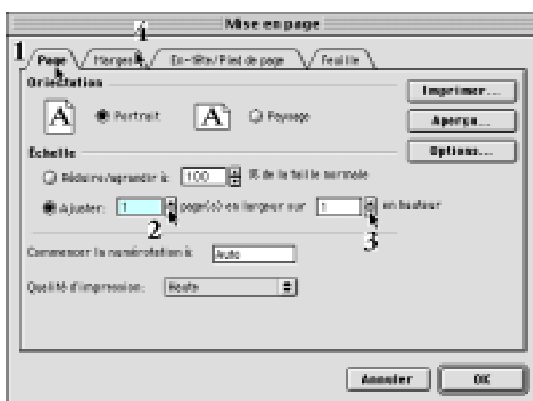 Mise en page
4
1 Page Marges En-tête/Pied de page Feuille
Orientation
Imprimer...
A Portrait A Paysage
Aperçu...
Échelle
Options...
Réduire/agrandir à: 100 % de la taille normale
Ajuster: 1 page(s) en largeur sur 1 en hauteur
2 3
Commencer la numérotation à: Auto
Qualité d'impression: Haute
Annuler OK